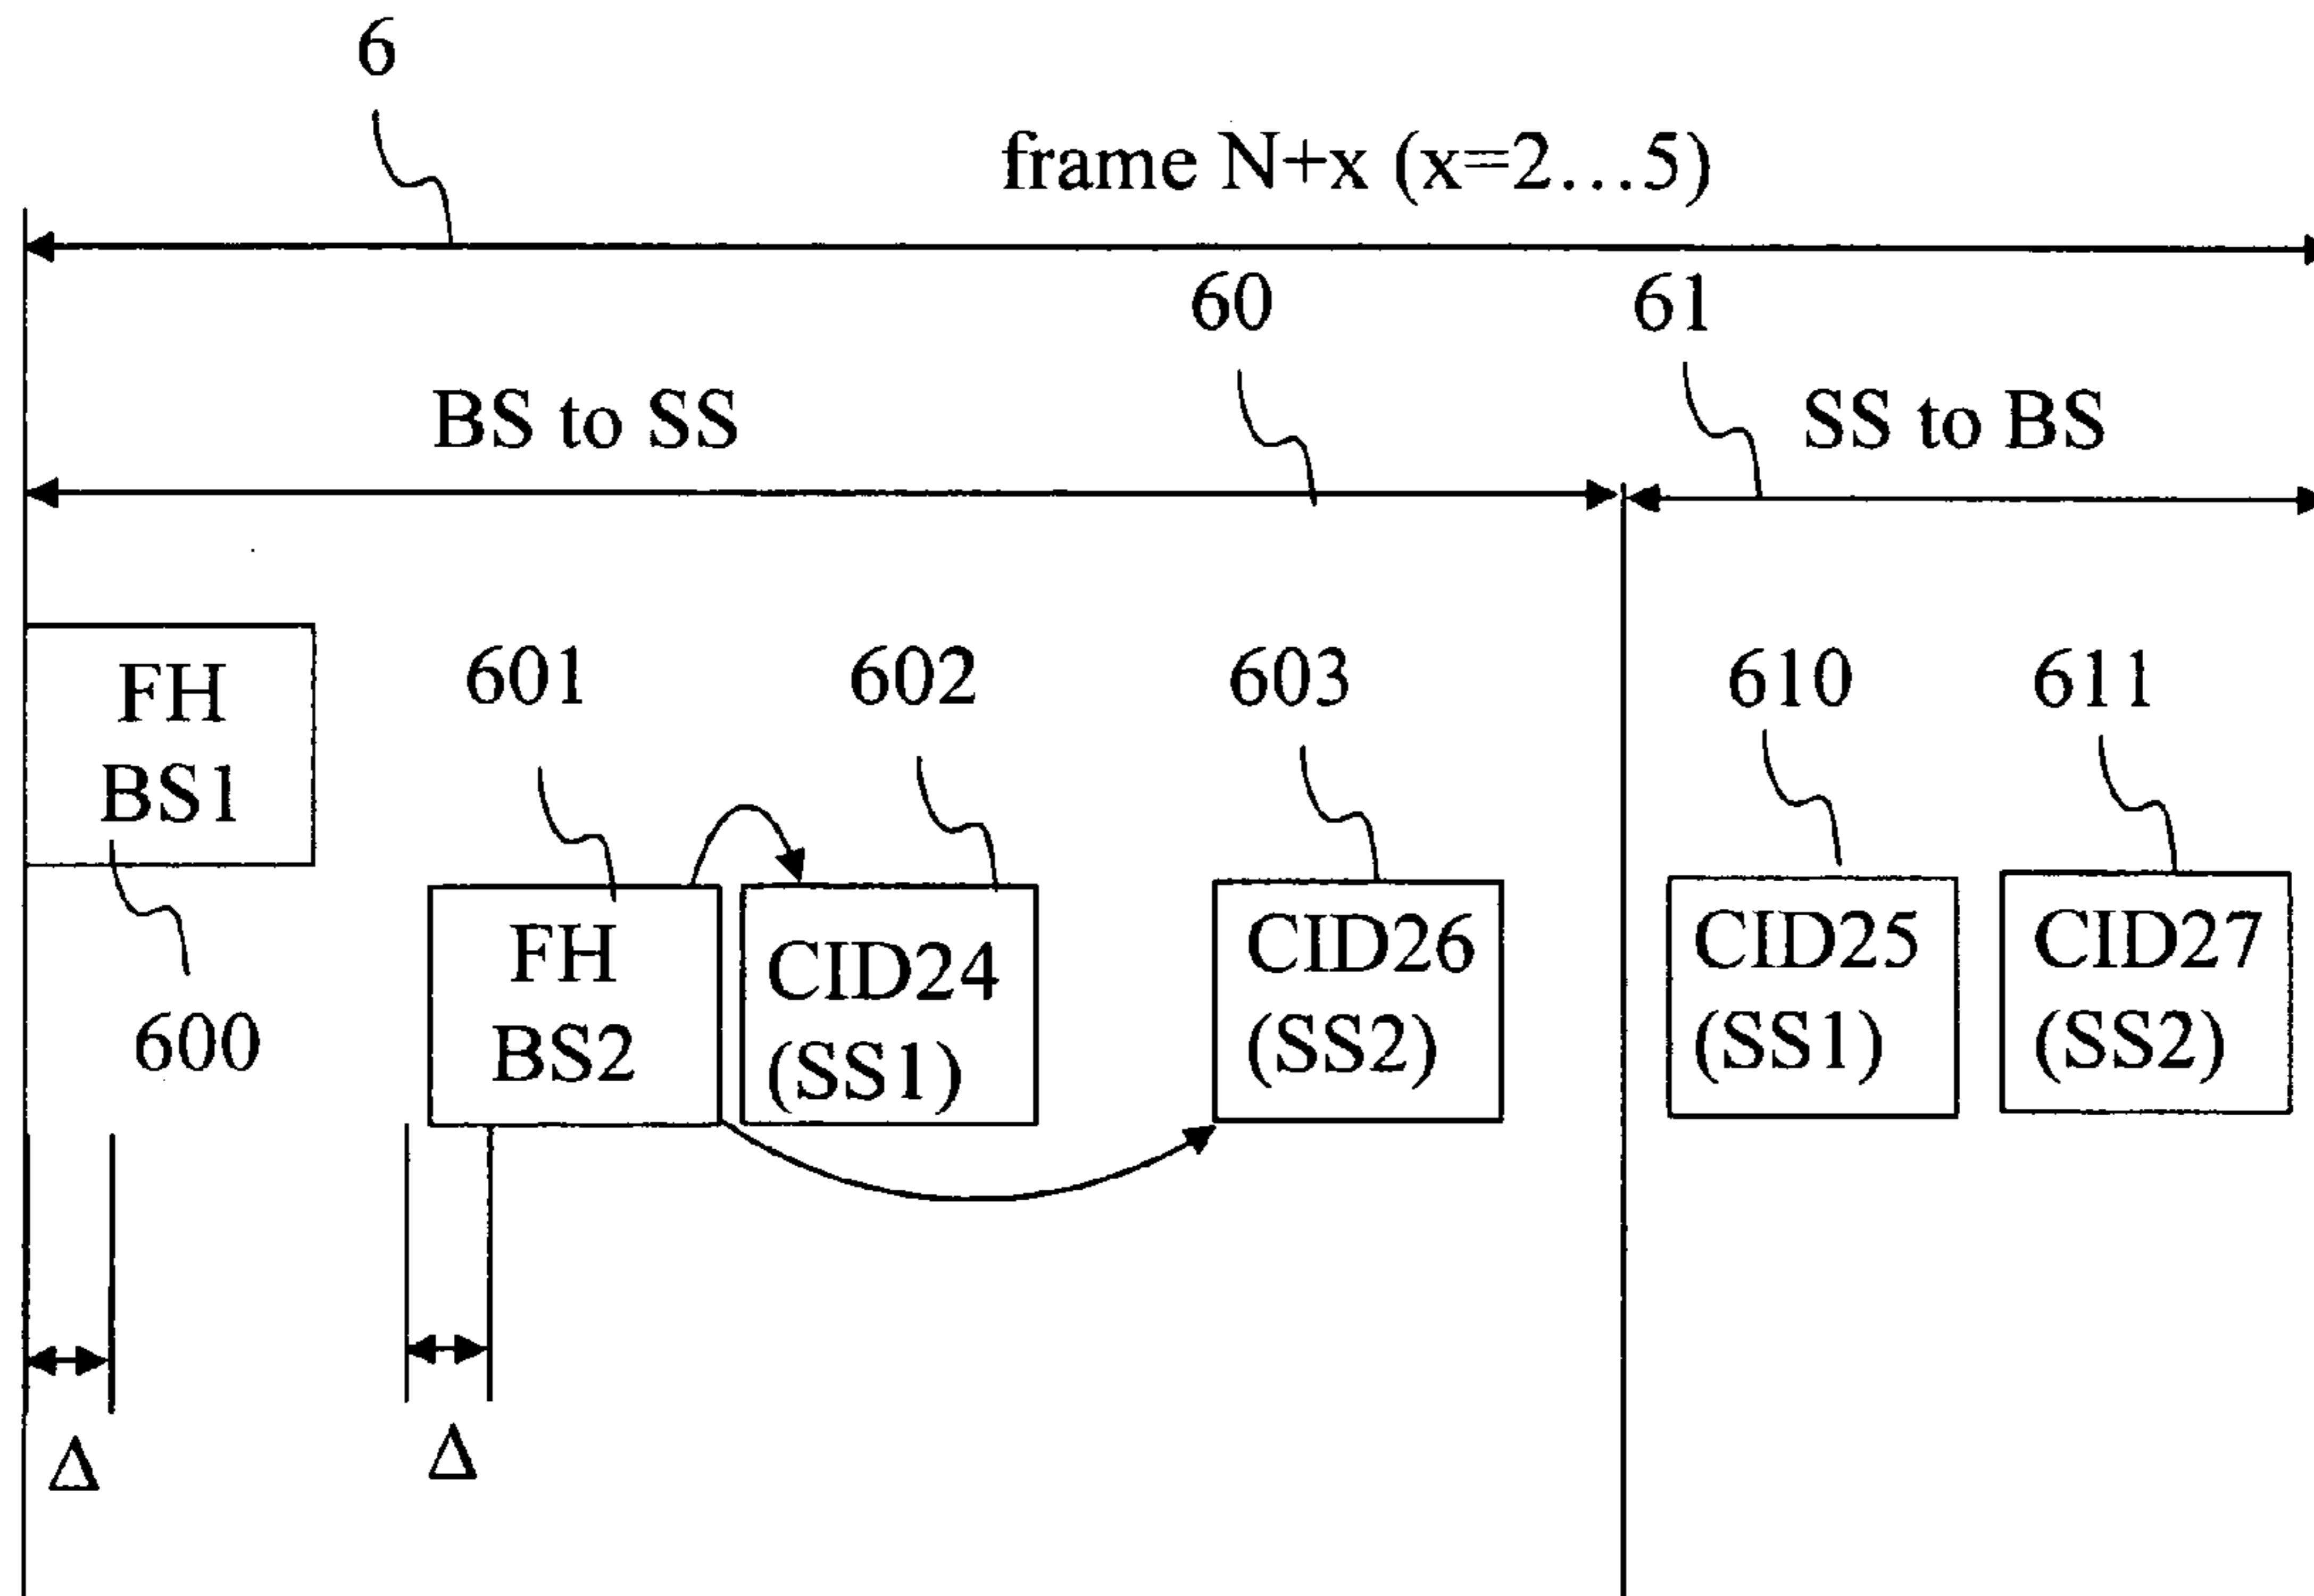 6
frame N+x (x=2....5)
60
61
BS to SS
SS to BS
FH
BS1
600
601
602
603
610
611
FH
BS2
CID24
(SS1)
CID26
(SS2)
CID25
(SS1)
CID27
(SS2)
Δ
Δ